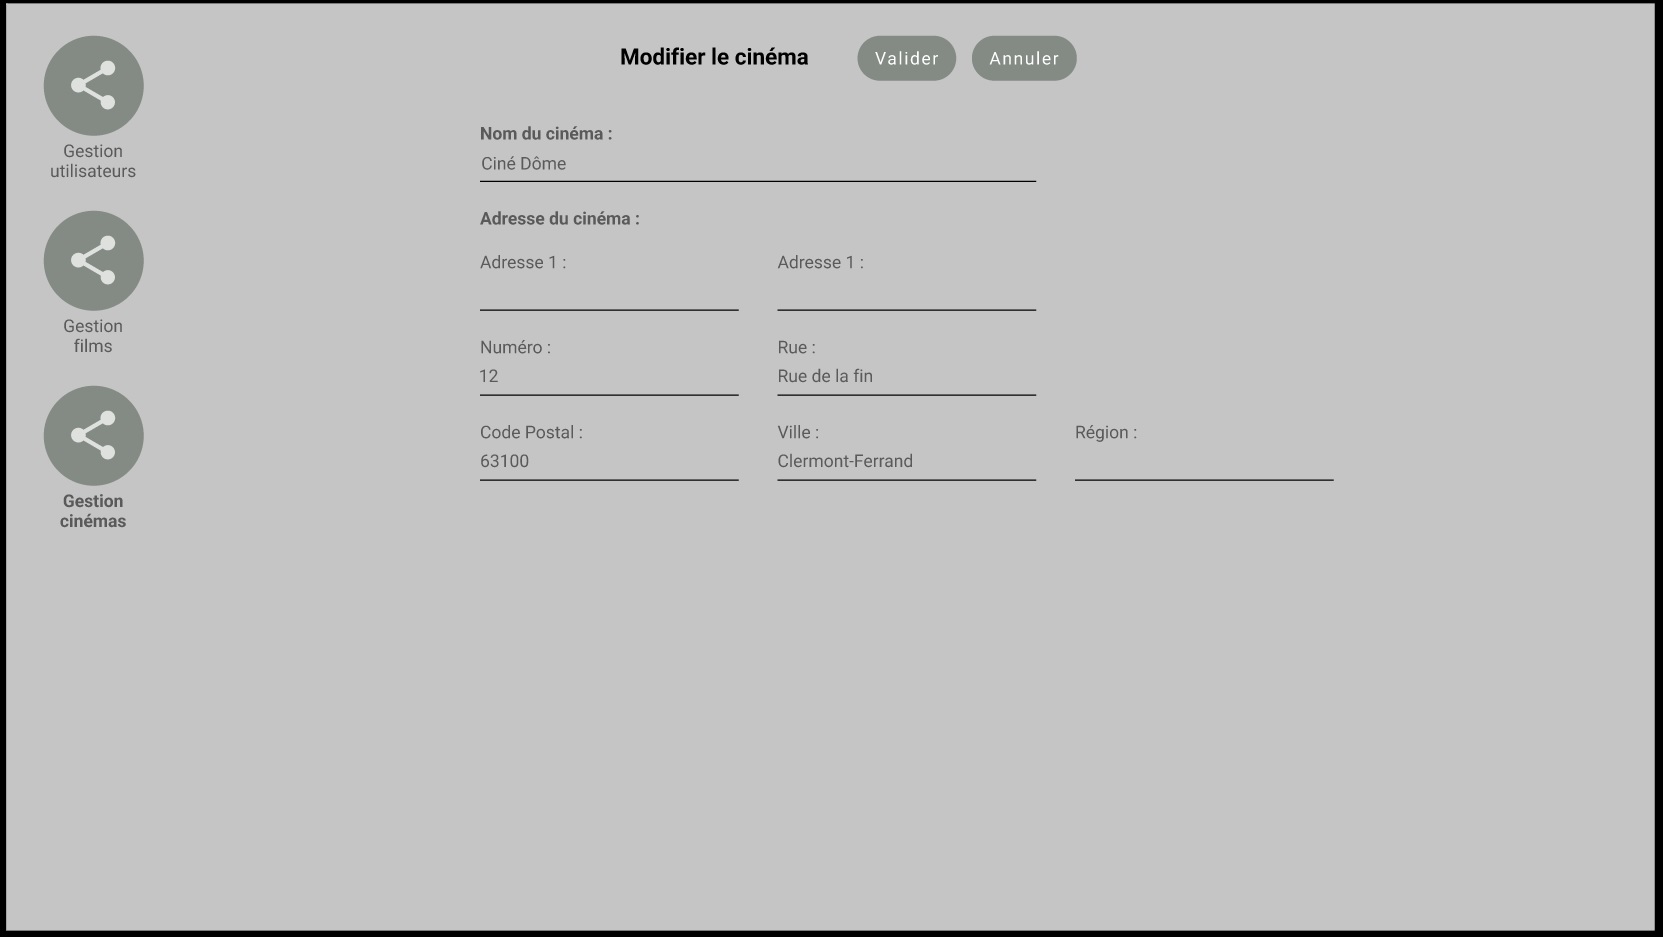 Modifier le cinéma
Valider
Annuler
Gestion
utilisateurs
Gestion
films
Gestion
cinémas
Nom du cinéma :
Ciné Dôme
Adresse du cinéma :
Adresse 1 :
Adresse 1 :
Numéro :
12
Rue :
Rue de la fin
Code Postal :
63100
Ville :
Clermont-Ferrand
Région :